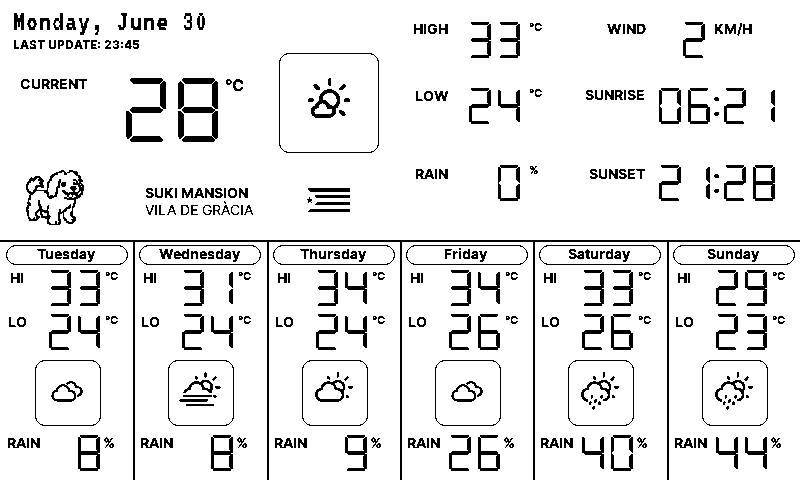 Monday, June 30
LAST UPDATE: 23:45
CURRENT 28 °C
HIGH 33 °C
LOW 24 °C
RAIN 0 %
WIND 2 KM/H
SUNRISE 06:21
SUNSET 21:28
SUKI MANSION
VILA DE GRÀCIA
Tuesday
HI 33 °C
LO 24 °C
RAIN 8 %
Wednesday
HI 31 °C
LO 24 °C
RAIN 8 %
Thursday
HI 34 °C
LO 24 °C
RAIN 9 %
Friday
HI 34 °C
LO 26 °C
RAIN 26 %
Saturday
HI 33 °C
LO 26 °C
RAIN 40 %
Sunday
HI 29 °C
LO 23 °C
RAIN 44 %